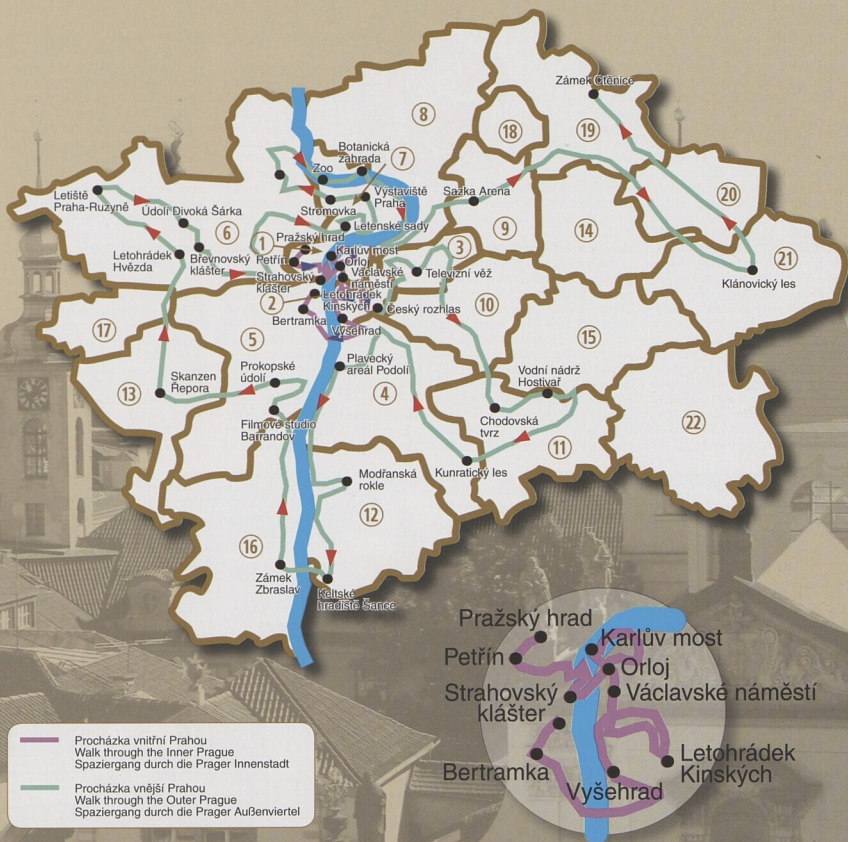 Zámek Ctěnice
8
18
19
Botanická
zahrada
7
Zoo
Výstaviště
Praha
Sazka Arena
20
Letiště
Praha-Ruzyně
Údolí Divoká Šárka
Stromovka
Letenské sady
9
14
6
1
Pražský hrad
Karlův most
3
21
Letohrádek
Hvězda
Břevnovský
klášter
Petřín
Orloj
Strahovský
klášter
Václavské
náměstí
Televizní věž
Klánovický les
2
Letohrádek
Kinských
Český rozhlas
10
17
5
Bertramka
Vyšehrad
15
Plavecký
areál Podolí
Skanzen
Řepora
13
Prokopské
údolí
4
Vodní nádrž
Hostivař
22
Filmové studio
Barrandov
Chodovská
tvrz
11
Kunratický les
Modřanská
rokle
12
16
Zámek
Zbraslav
Keltské
hradiště Šance
Pražský hrad
Karlův most
Petřín
Orloj
Strahovský
klášter
Václavské náměstí
Letohrádek
Kinských
Bertramka
Vyšehrad
Procházka vnitřní Prahou
Walk through the Inner Prague
Spaziergang durch die Prager Innenstadt
Procházka vnější Prahou
Walk through the Outer Prague
Spaziergang durch die Prager Außenviertel